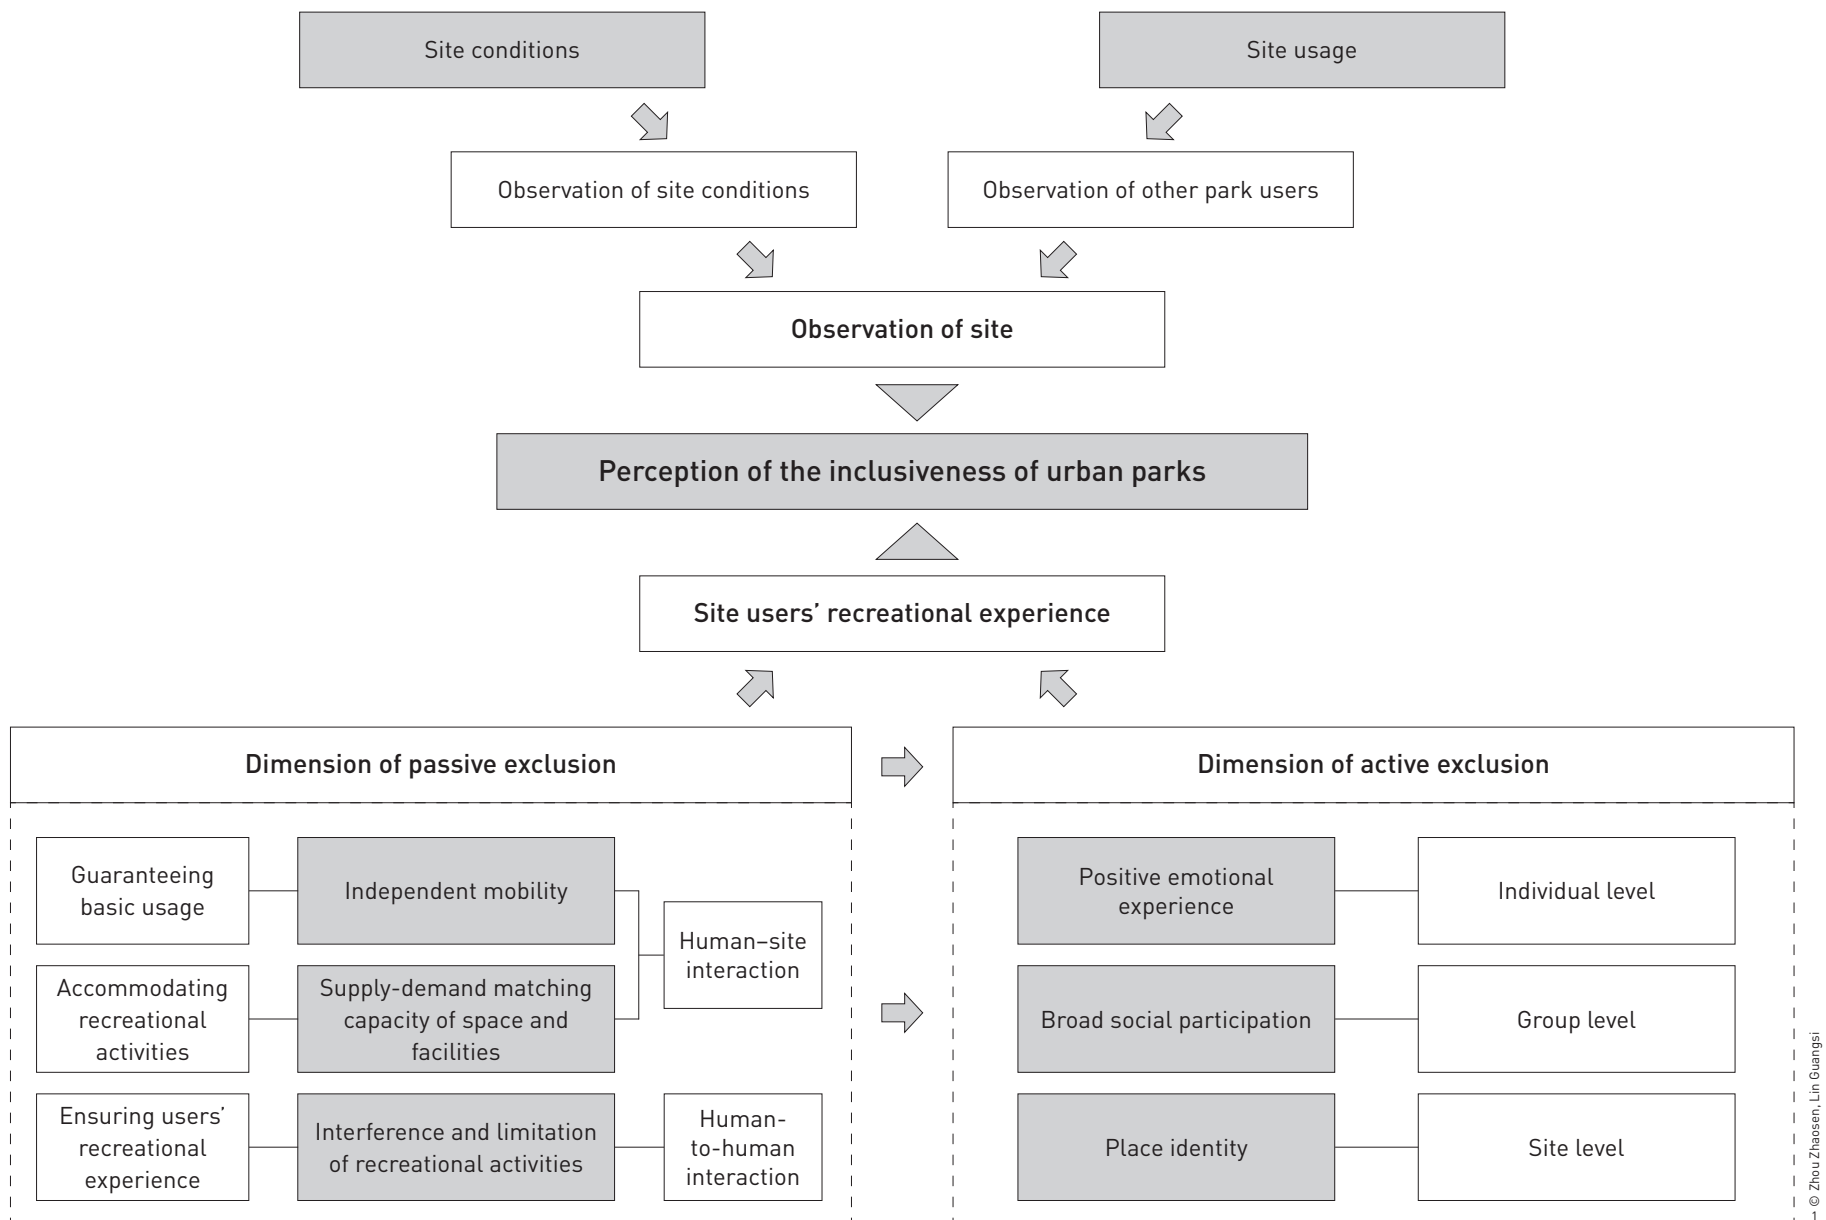 Site conditions
Site usage
Observation of site conditions
Observation of other park users
Observation of site
Perception of the inclusiveness of urban parks
Site users’ recreational experience
Dimension of passive exclusion
Dimension of active exclusion
Guaranteeing
basic usage
Independent mobility
Human–site
interaction
Accommodating
recreational
activities
Supply-demand matching
capacity of space and
facilities
Ensuring users’
recreational
experience
Interference and limitation
of recreational activities
Human-
to-human
interaction
Positive emotional
experience
Individual level
Broad social participation
Group level
Place identity
Site level
1 © Zhou Zhaosen, Lin Guangsi